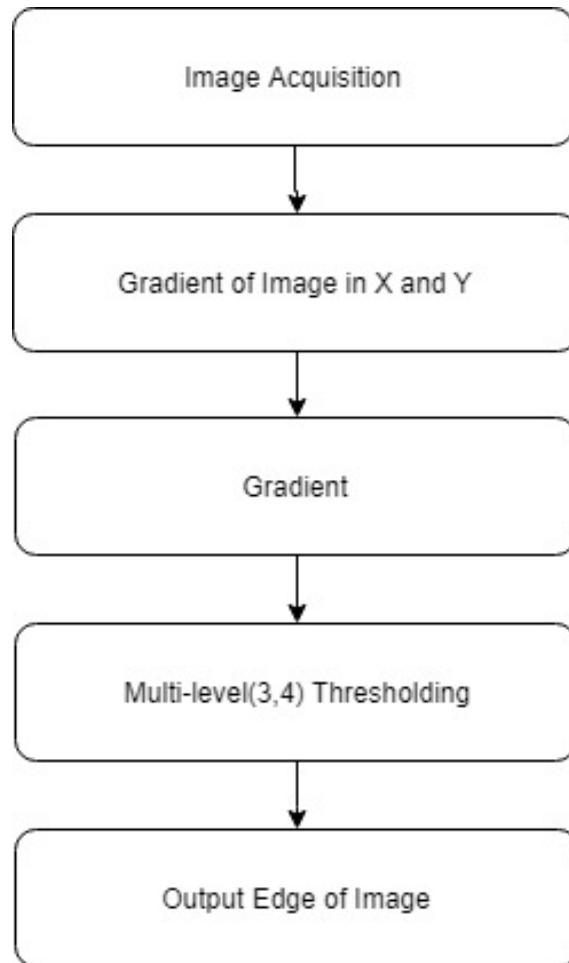 Image Acquisition
Gradient of Image in X and Y
Gradient
Multi-level(3,4) Thresholding
Output Edge of Image